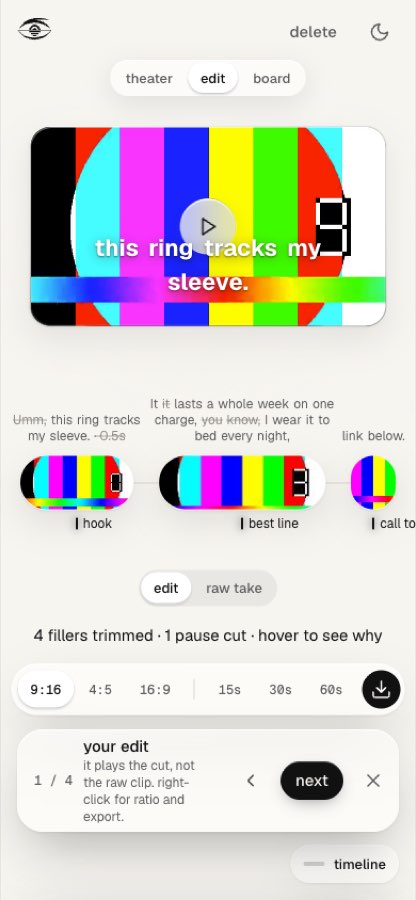 delete
theater edit board
this ring tracks my
sleeve.
Umm, this ring tracks
my sleeve. ·0.5s
It it lasts a whole week on one
charge, you know, I wear it to
bed every night,
link below.
hook
best line
call to
edit raw take
4 fillers trimmed · 1 pause cut · hover to see why
9:16 4:5 16:9 15s 30s 60s
1 / 4
your edit
it plays the cut, not
the raw clip. right-
click for ratio and
export.
next
timeline